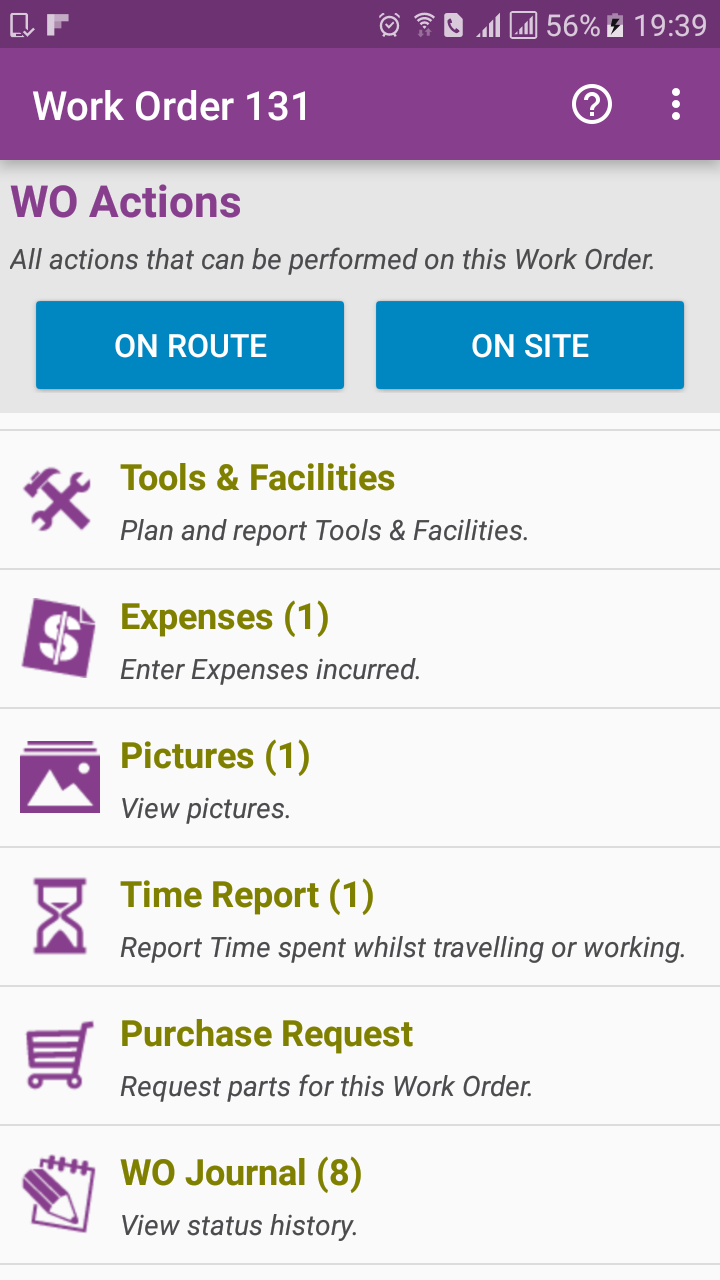 56% 19:39
Work Order 131
WO Actions
All actions that can be performed on this Work Order.
ON ROUTE ON SITE
Tools & Facilities
Plan and report Tools & Facilities.
Expenses (1)
Enter Expenses incurred.
Pictures (1)
View pictures.
Time Report (1)
Report Time spent whilst travelling or working.
Purchase Request
Request parts for this Work Order.
WO Journal (8)
View status history.